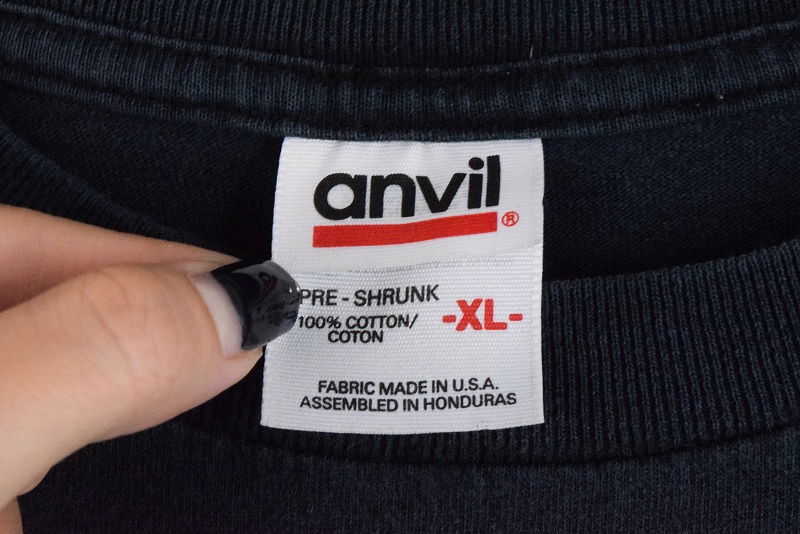 anvil®
PRE - SHRUNK
100% COTTON/
COTON
-XL-
FABRIC MADE IN U.S.A.
ASSEMBLED IN HONDURAS